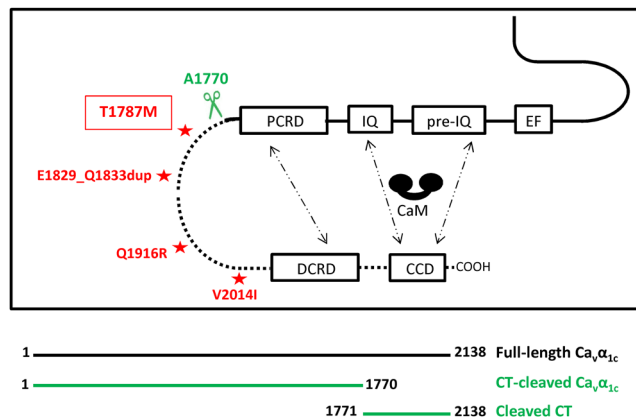 A1770
T1787M
PCRD
IQ
pre-IQ
EF
E1829_Q1833dup
CaM
Q1916R
DCRD
CCD
COOH
V2014I
1 2138 Full-length Caᵥα₁c
1 1770 CT-cleaved Caᵥα₁c
1771 2138 Cleaved CT